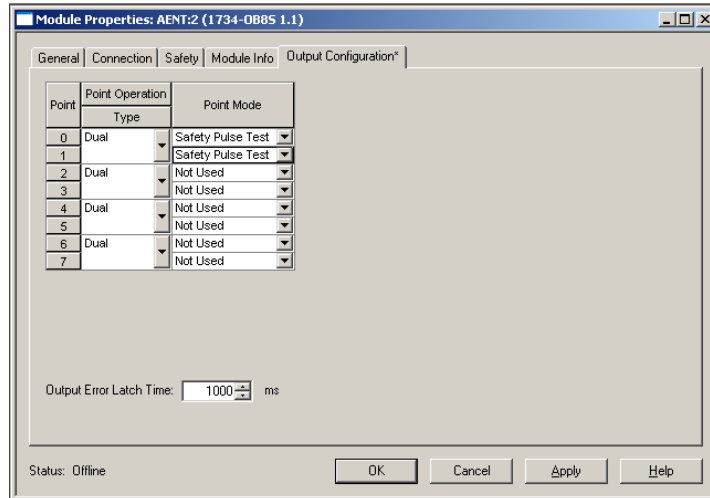 Module Properties: AENT:2 (1734-OB8S 1.1)
General Connection Safety Module Info Output Configuration*
Point Point Operation Point Mode
Type
0 Dual Safety Pulse Test
1 Safety Pulse Test
2 Dual Not Used
3 Not Used
4 Dual Not Used
5 Not Used
6 Dual Not Used
7 Not Used
Output Error Latch Time: 1000 ms
Status: Offline OK Cancel Apply Help